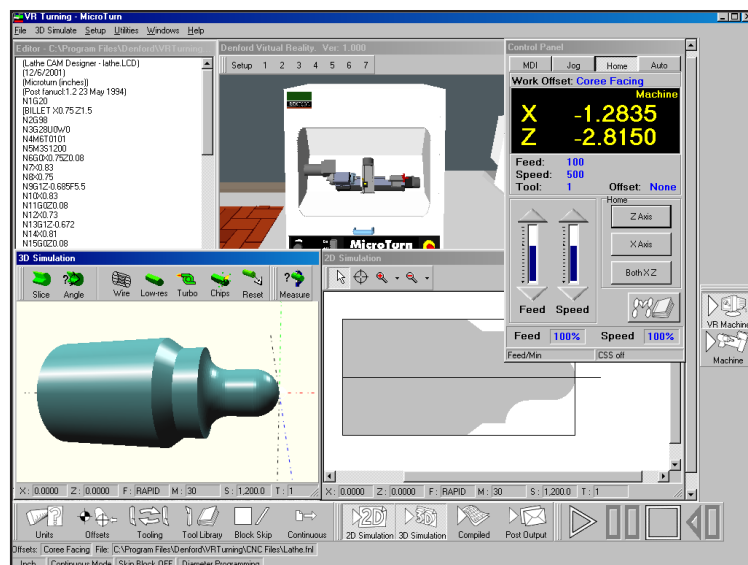 VR Turning - MicroTurn
File 3D Simulate Setup Utilities Windows Help
Editor - C:\Program Files\Denford\VRTurning
(Lathe CAM Designer - lathe.LCD)
(12/6/2001)
(Microturn (inches))
(Post fanucl1.2 23 May 1994)
N1G20
[BILLET X0.75 Z1.5
N2G98
N3G28U0W0
N4M6T0101
N5M3S1200
N6G0X0.75Z0.08
N7X0.83
N8X0.75
N9G1Z-0.685F5.5
N10X0.83
N11G0Z0.08
N12X0.73
N13G1Z-0.672
N14X0.81
N15G0Z0.08
Denford Virtual Reality. Ver: 1.000
Setup 1 2 3 4 5 6 7
MicroTurn
Control Panel
MDI Jog Home Auto
Work Offset: Coree Facing
Machine
X -1.2835
Z -2.8150
Feed: 100
Speed: 500
Tool: 1 Offset: None
Home
Z Axis
X Axis
Both X Z
Feed Speed
Feed 100% Speed 100%
Feed/Min CSS off
VR Machine
Machine
3D Simulation
Slice Angle Wire Low-res Turbo Chips Reset Measure
X: 0.0000 Z: 0.0000 F: RAPID M: 30 S: 1,200.0 T: 1
2D Simulation
X: 0.0000 Z: 0.0000 F: RAPID M: 30 S: 1,200.0 T: 1
Units Offsets Tooling Tool Library Block Skip Continuous 2D Simulation 3D Simulation Compiled Post Output
Offsets: Coree Facing File: C:\Program Files\Denford\VRTurning\CNC Files\Lathe.fnl
Inch Continuous Mode Skip Block OFF Diameter Programming